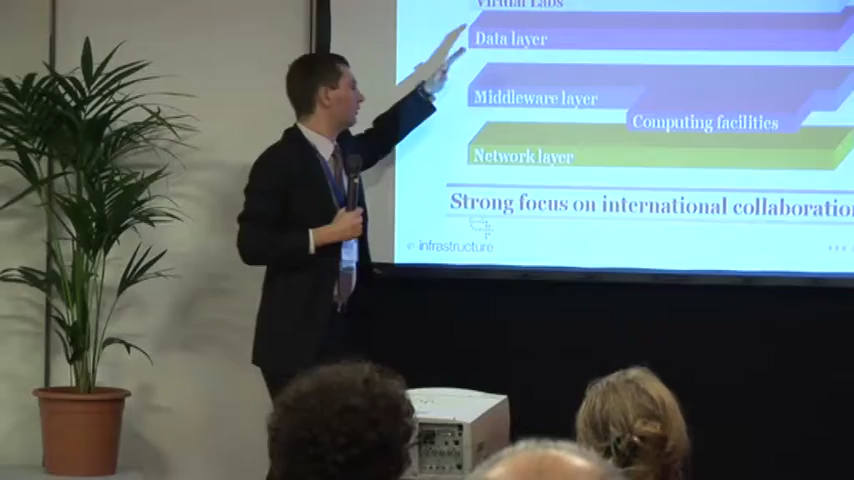 Virtual Labs
Data layer
Middleware layer
Computing facilities
Network layer
Strong focus on international collaboration
e-infrastructure